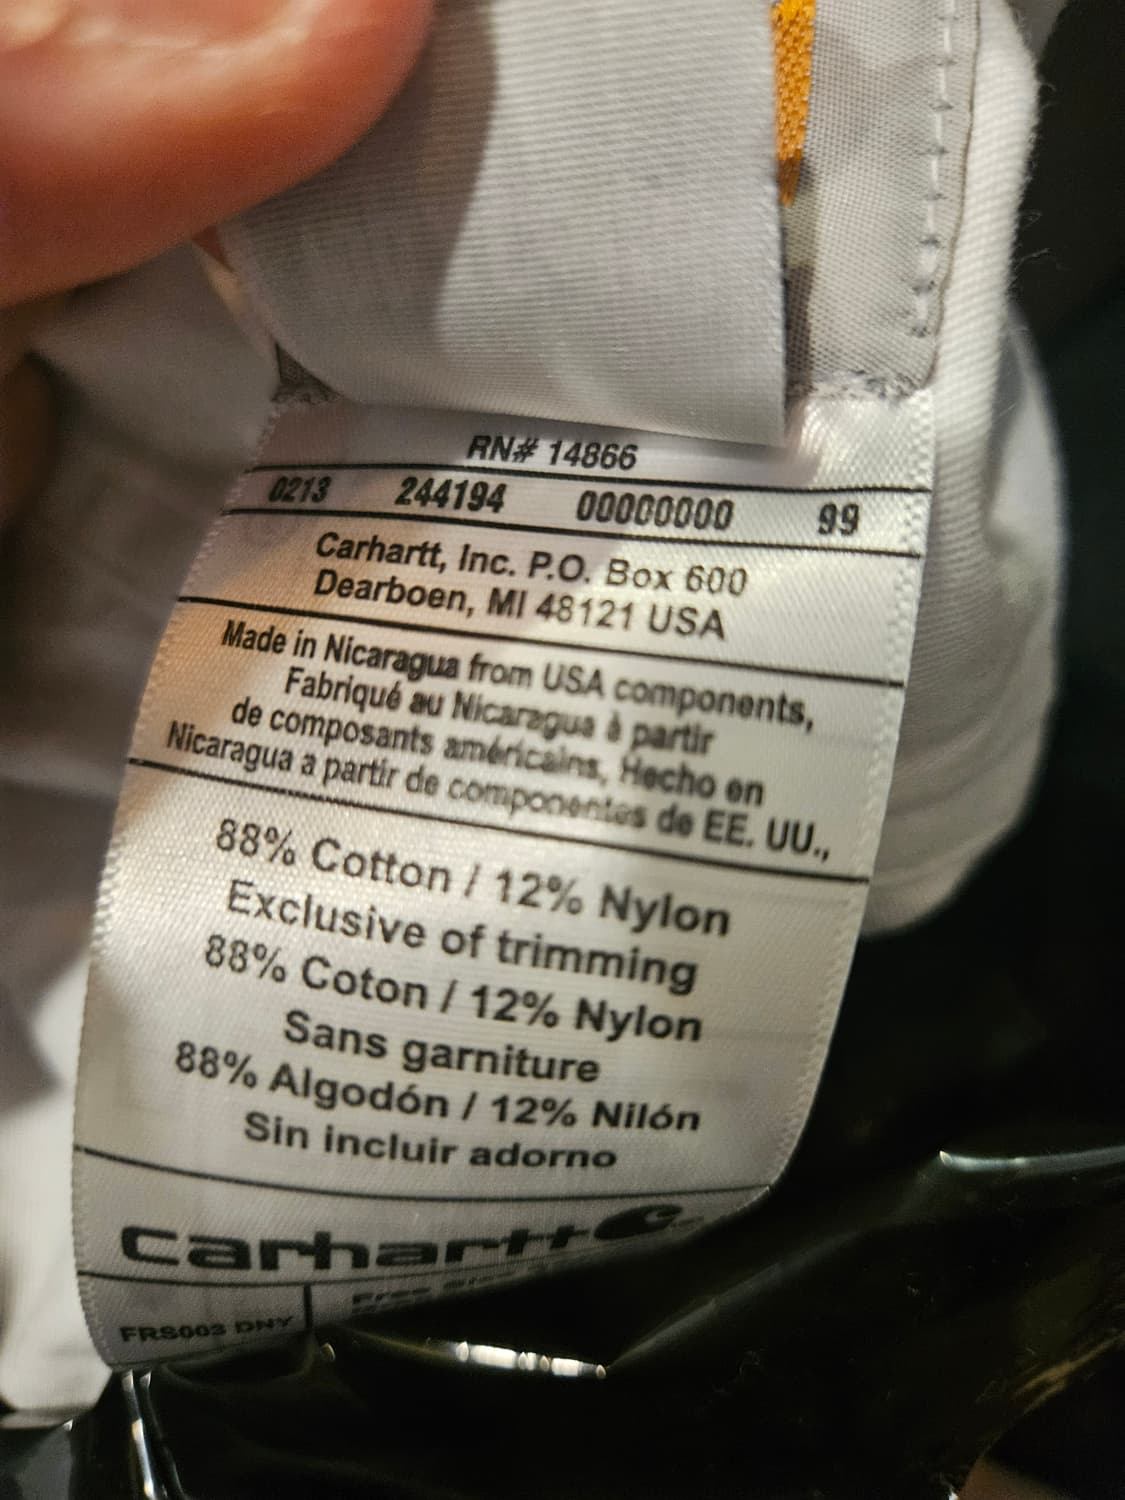 RN# 14866
0213 244194 00000000 99
Carhartt, Inc. P.O. Box 600
Dearboen, MI 48121 USA
Made in Nicaragua from USA components,
Fabriqué au Nicaragua à partir
de composants américains, Hecho en
Nicaragua a partir de componentes de EE. UU.,
88% Cotton / 12% Nylon
Exclusive of trimming
88% Coton / 12% Nylon
Sans garniture
88% Algodón / 12% Nilón
Sin incluir adorno
Carhartt
FRS003 DNY